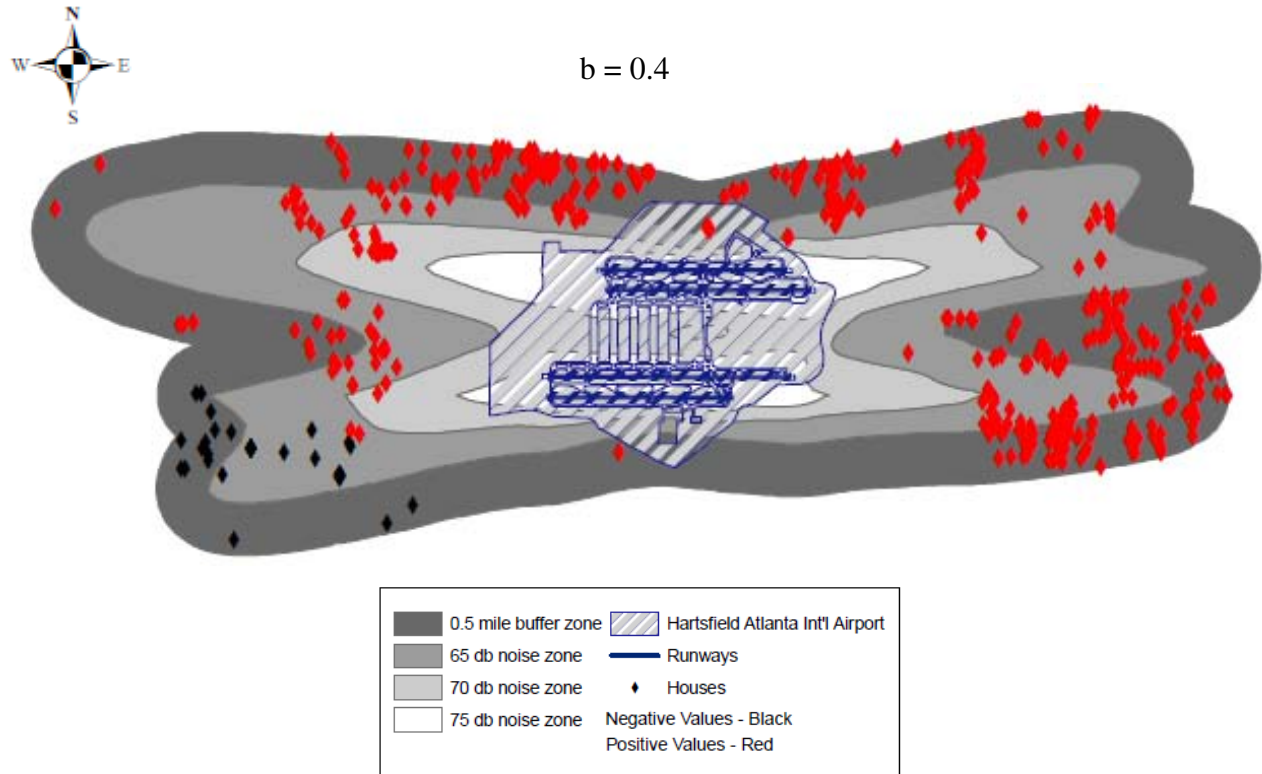 N
W E
S
b = 0.4
0.5 mile buffer zone
Hartsfield Atlanta Int'l Airport
65 db noise zone
Runways
70 db noise zone
Houses
75 db noise zone
Negative Values - Black
Positive Values - Red